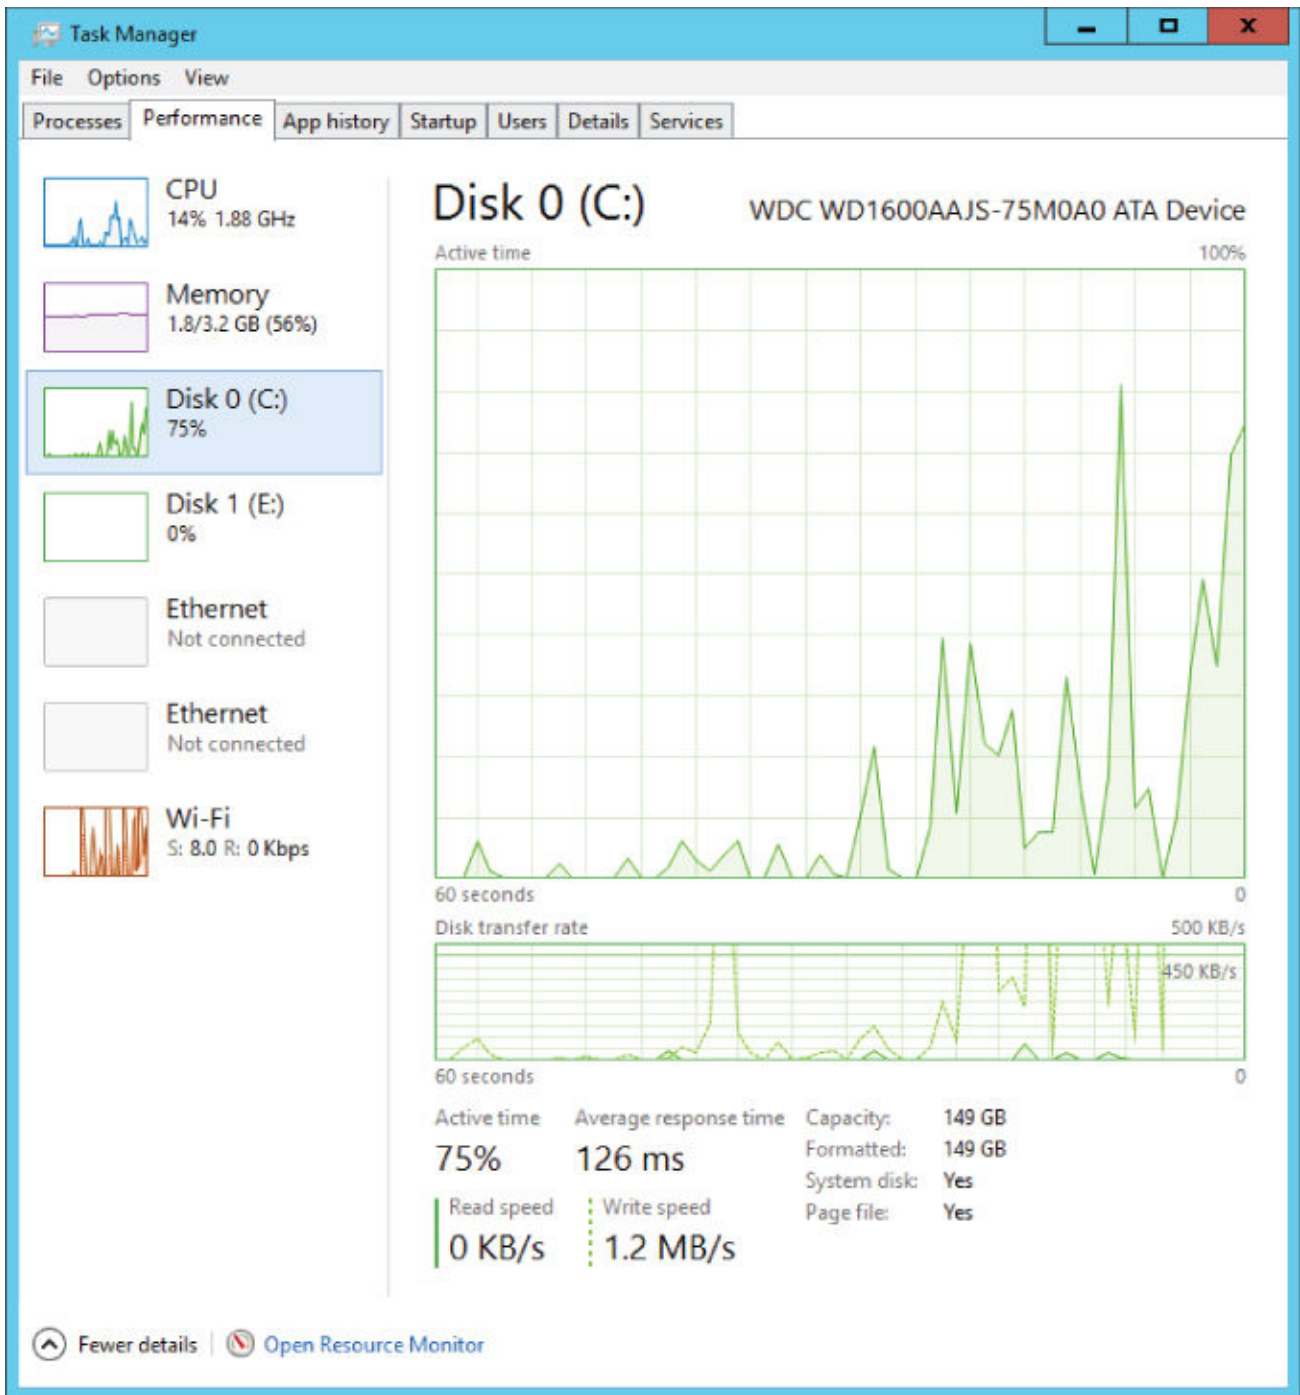 Task Manager
File Options View
Processes Performance App history Startup Users Details Services
CPU
14% 1.88 GHz
Memory
1.8/3.2 GB (56%)
Disk 0 (C:)
75%
Disk 1 (E:)
0%
Ethernet
Not connected
Ethernet
Not connected
Wi-Fi
S: 8.0 R: 0 Kbps
Disk 0 (C:) WDC WD1600AAJS-75M0A0 ATA Device
Active time 100%
60 seconds 0
Disk transfer rate 500 KB/s
450 KB/s
60 seconds 0
Active time Average response time
75% 126 ms
Read speed Write speed
0 KB/s 1.2 MB/s
Capacity: 149 GB
Formatted: 149 GB
System disk: Yes
Page file: Yes
Fewer details Open Resource Monitor